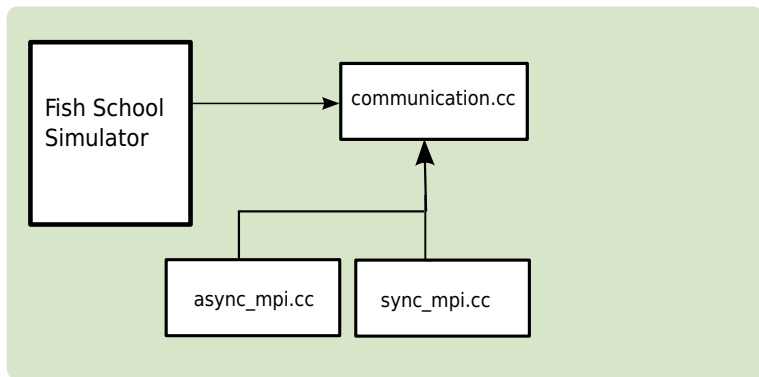 Fish School
Simulator
communication.cc
async_mpi.cc
sync_mpi.cc